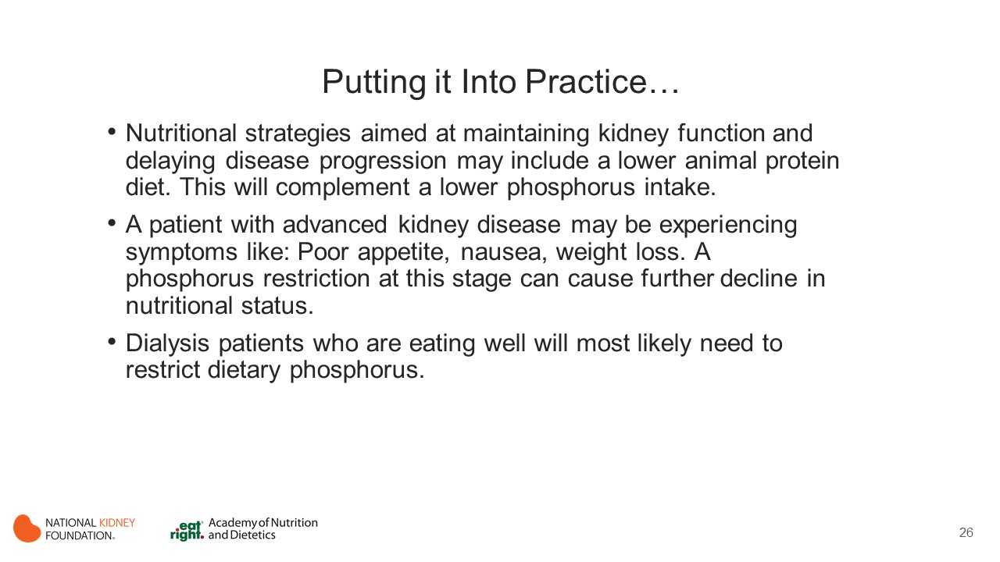 Putting it Into Practice…
• Nutritional strategies aimed at maintaining kidney function and
delaying disease progression may include a lower animal protein
diet. This will complement a lower phosphorus intake.
• A patient with advanced kidney disease may be experiencing
symptoms like: Poor appetite, nausea, weight loss. A
phosphorus restriction at this stage can cause further decline in
nutritional status.
• Dialysis patients who are eating well will most likely need to
restrict dietary phosphorus.
NATIONAL KIDNEY
FOUNDATION®
eat
right.
Academy of Nutrition
and Dietetics
26